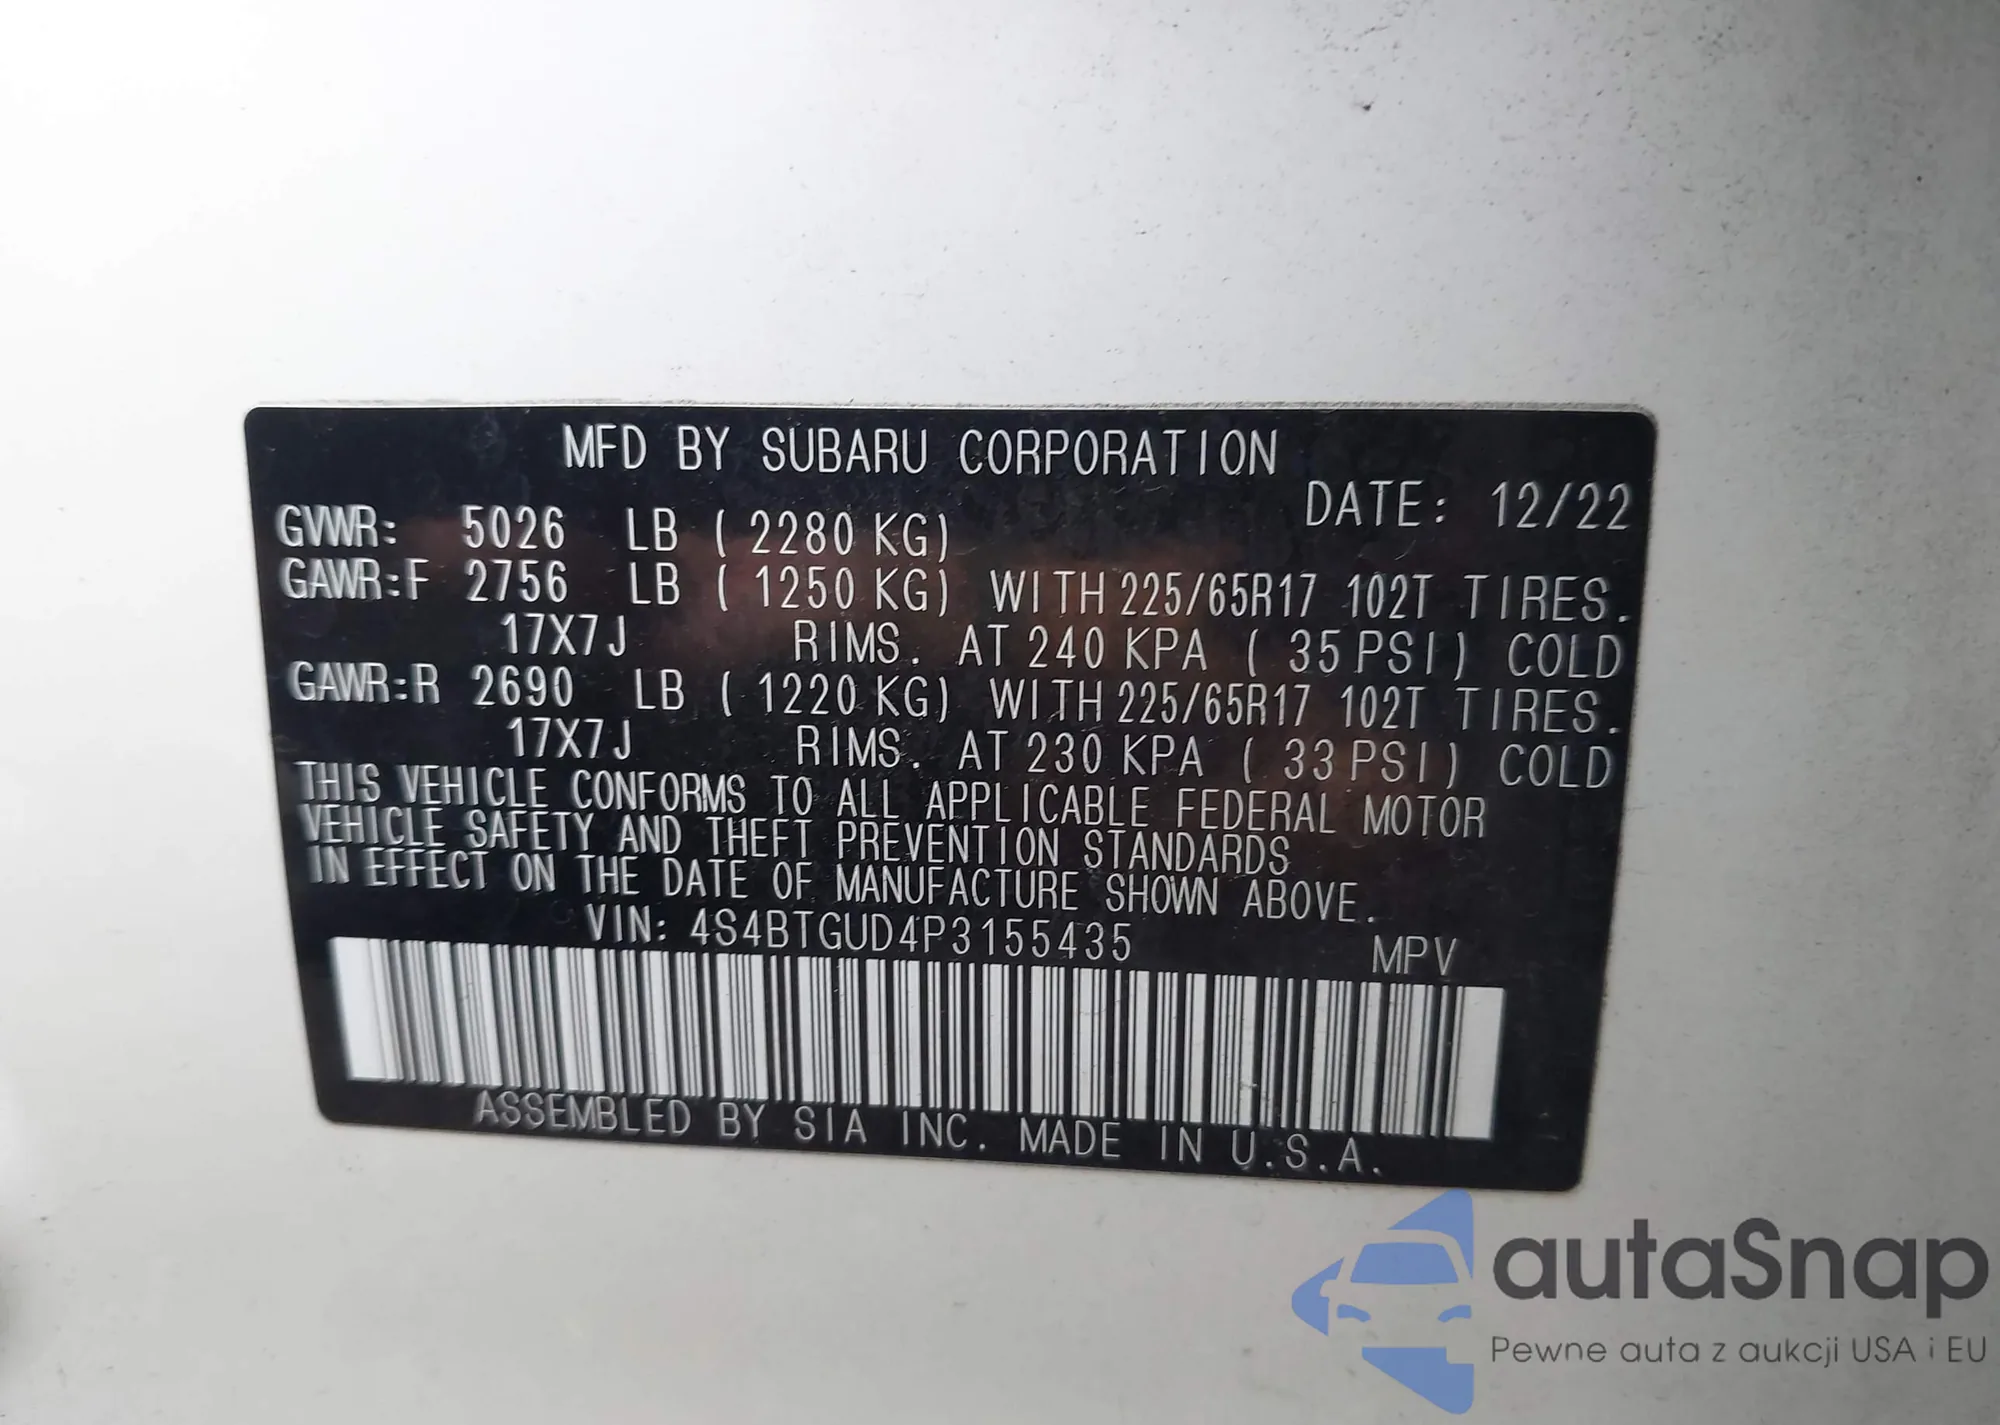 MFD BY SUBARU CORPORATION
DATE: 12/22
GVWR: 5026 LB ( 2280 KG)
GAWR:F 2756 LB ( 1250 KG) WITH 225/65R17 102T TIRES.
17X7J RIMS. AT 240 KPA ( 35 PSI) COLD
GAWR:R 2690 LB ( 1220 KG) WITH 225/65R17 102T TIRES.
17X7J RIMS. AT 230 KPA ( 33 PSI) COLD
THIS VEHICLE CONFORMS TO ALL APPLICABLE FEDERAL MOTOR
VEHICLE SAFETY AND THEFT PREVENTION STANDARDS
IN EFFECT ON THE DATE OF MANUFACTURE SHOWN ABOVE.
VIN: 4S4BTGUD4P3155435 MPV
ASSEMBLED BY SIA INC. MADE IN U.S.A.
autaSnap
Pewne auta z aukcji USA i EU